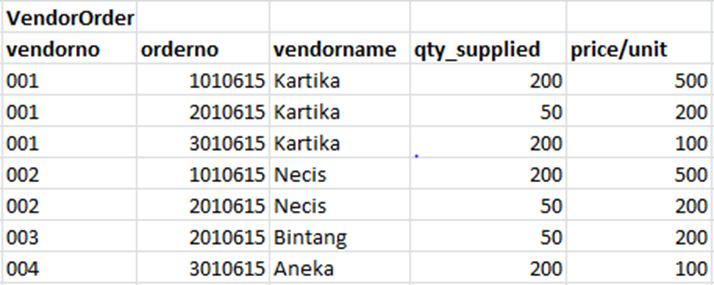 VendorOrder
vendorno orderno vendorname qty_supplied price/unit
001 1010615 Kartika 200 500
001 2010615 Kartika 50 200
001 3010615 Kartika 200 100
002 1010615 Necis 200 500
002 2010615 Necis 50 200
003 2010615 Bintang 50 200
004 3010615 Aneka 200 100